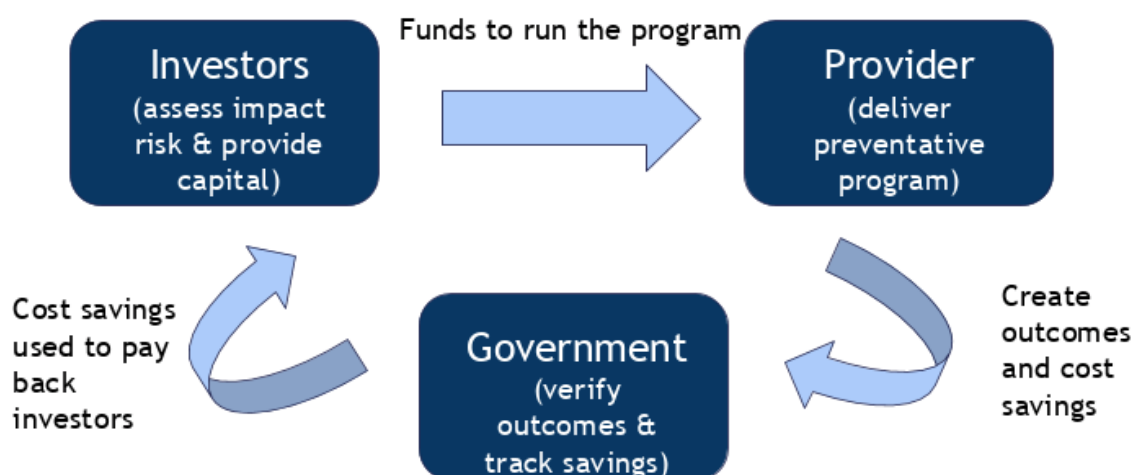 Funds to run the program
Investors
(assess impact
risk & provide
capital)
Provider
(deliver
preventative
program)
Cost savings
used to pay
back
investors
Government
(verify
outcomes &
track savings)
Create
outcomes
and cost
savings